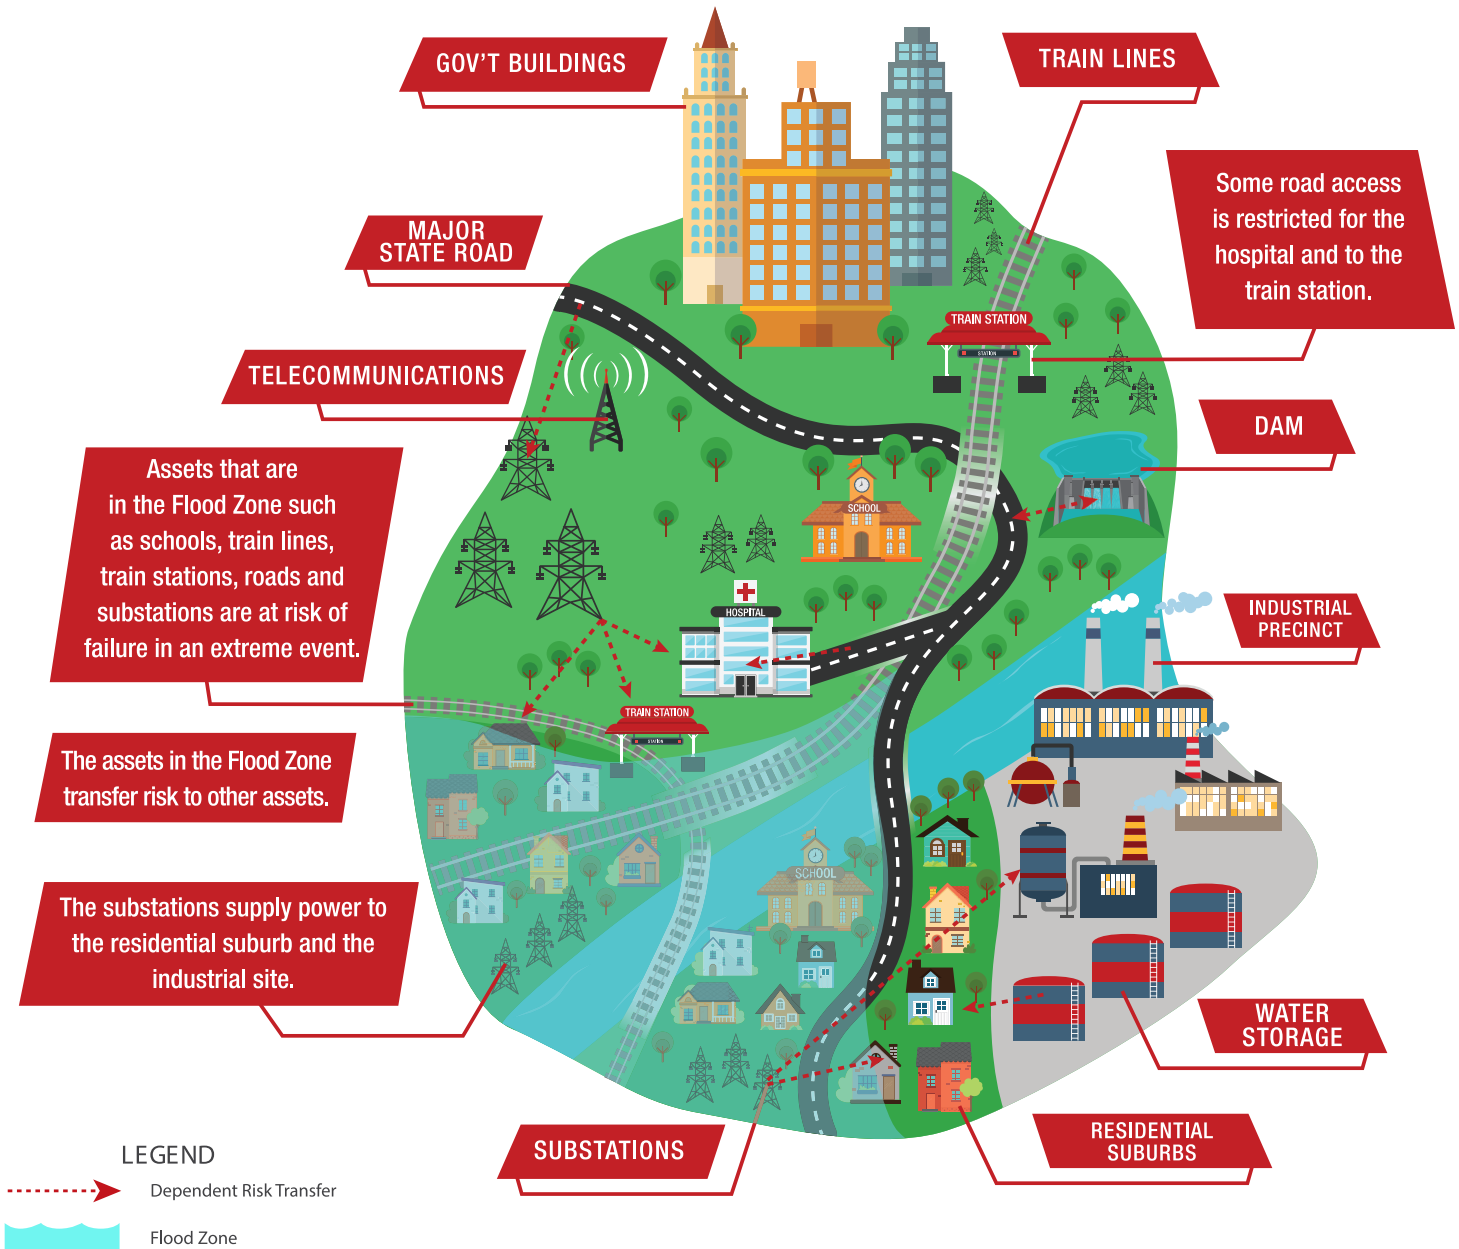 GOV'T BUILDINGS
TRAIN LINES
Some road access
is restricted for the
hospital and to the
train station.
MAJOR
STATE ROAD
TRAIN STATION
STATION
TELECOMMUNICATIONS
DAM
Assets that are
in the Flood Zone such
as schools, train lines,
train stations, roads and
substations are at risk of
failure in an extreme event.
SCHOOL
HOSPITAL
INDUSTRIAL
PRECINCT
TRAIN STATION
STATION
The assets in the Flood Zone
transfer risk to other assets.
SCHOOL
The substations supply power to
the residential suburb and the
industrial site.
WATER
STORAGE
SUBSTATIONS
RESIDENTIAL
SUBURBS
LEGEND
Dependent Risk Transfer
Flood Zone